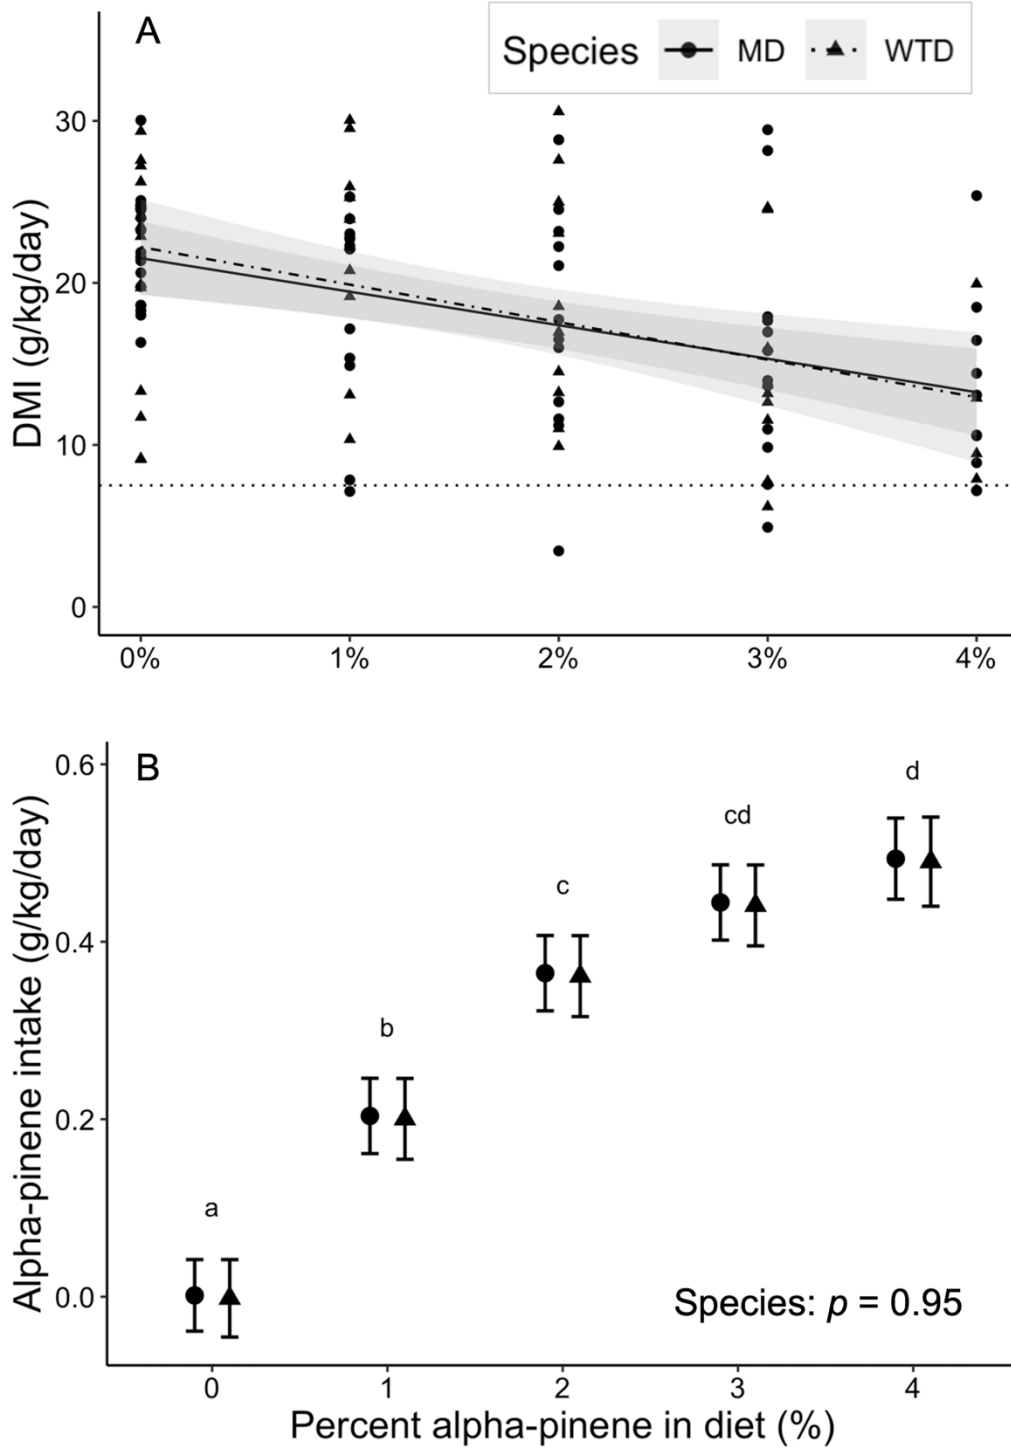 A
Species MD WTD
DMI (g/kg/day)
30
20
10
0
0% 1% 2% 3% 4%
B
Alpha-pinene intake (g/kg/day)
0.6
0.4
0.2
0.0
d
cd
c
b
a
Species: p = 0.95
0 1 2 3 4
Percent alpha-pinene in diet (%)